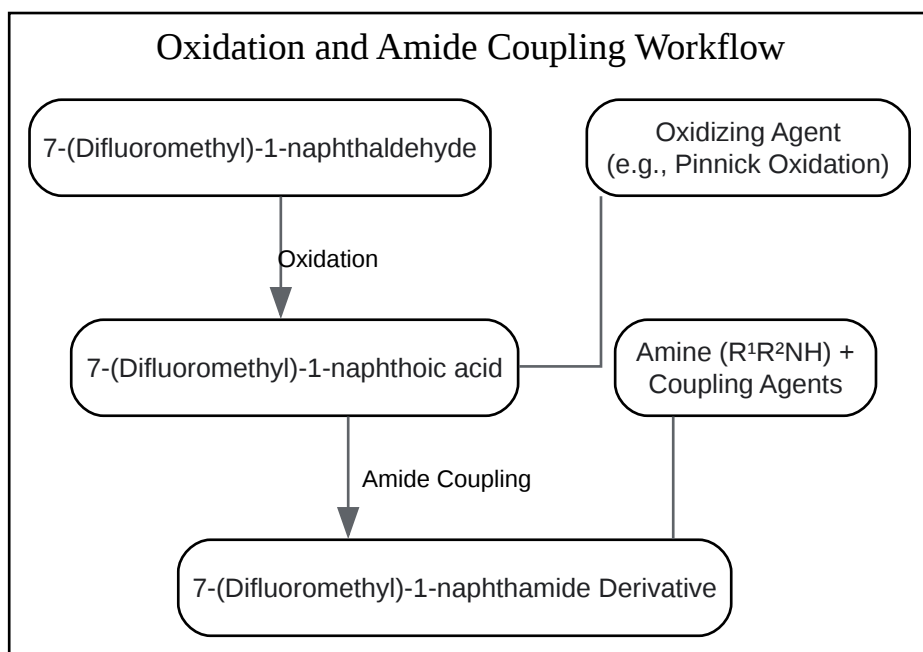 Oxidation and Amide Coupling Workflow
7-(Difluoromethyl)-1-naphthaldehyde
Oxidizing Agent
(e.g., Pinnick Oxidation)
Oxidation
7-(Difluoromethyl)-1-naphthoic acid
Amine (R¹R²NH) +
Coupling Agents
Amide Coupling
7-(Difluoromethyl)-1-naphthamide Derivative